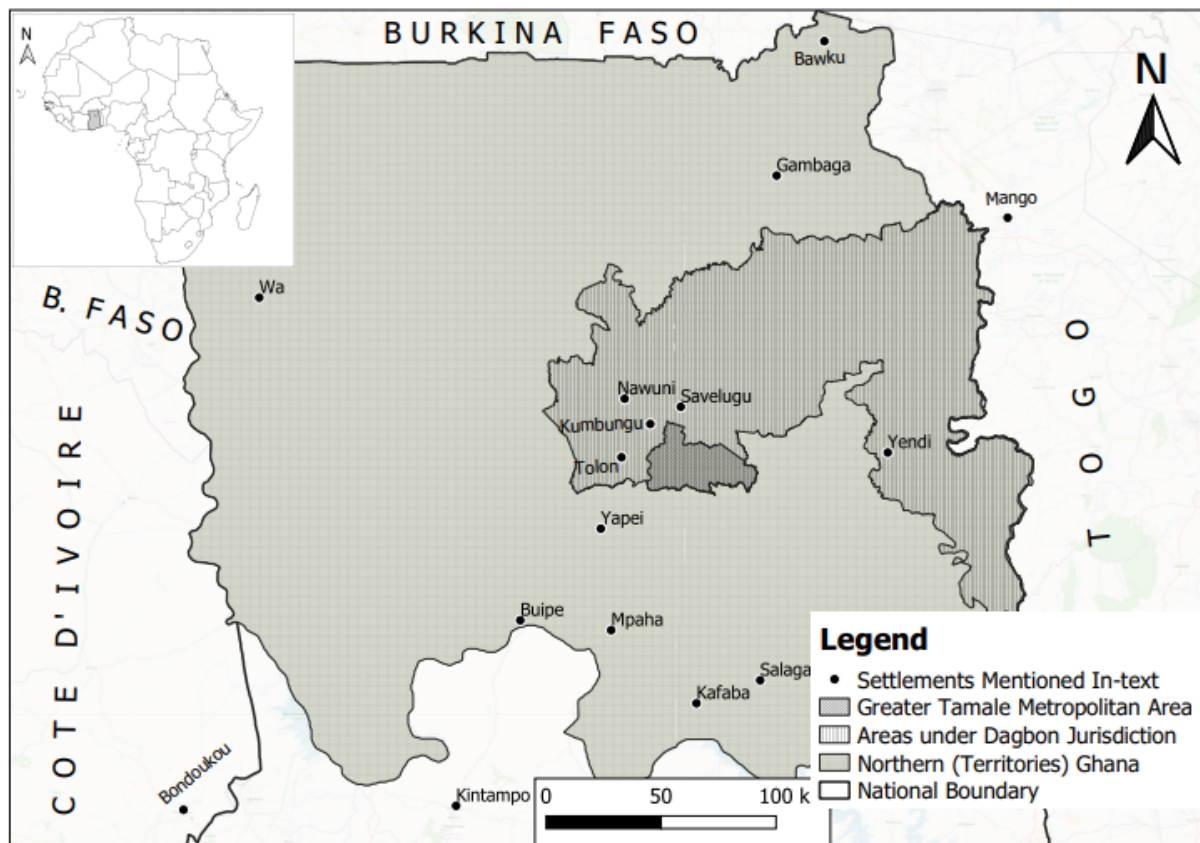 N
BURKINA FASO
Bawku
N
Gambaga
Mango
Wa
B. FASO
TOGO
Nawuni
Savelugu
Kumbungu
Yendi
Tolon
COTE D'IVOIRE
Yapei
Buipe
Mpaha
Salaga
Kafaba
Bondoukou
Kintampo
Legend
Settlements Mentioned In-text
Greater Tamale Metropolitan Area
Areas under Dagbon Jurisdiction
Northern (Territories) Ghana
National Boundary
0 50 100 k